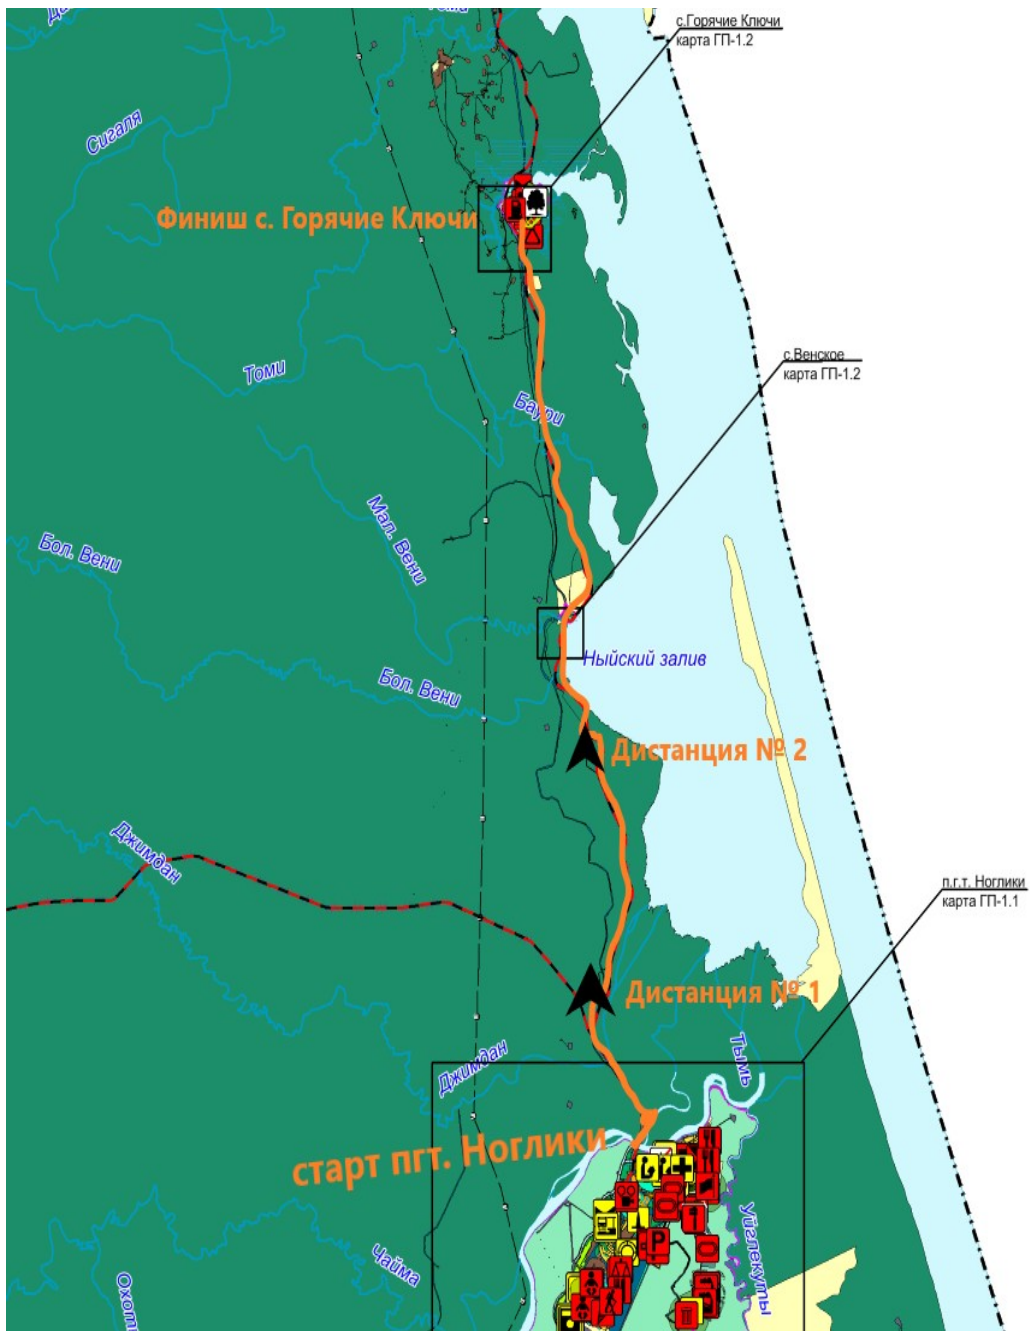 Томи
с.Горячие Ключи
карта ГП-1.2
Сигаля
Финиш с. Горячие Ключи
с.Венское
карта ГП-1.2
Томи
Баури
Мал. Вени
Бол. Вени
Ныйский залив
Бол. Вени
Дистанция № 2
Джимдан
п.г.т. Ноглики
карта ГП-1.1
Дистанция № 1
Тымь
Джимдан
старт пгт. Ноглики
P
Уйглекуты
Чайма